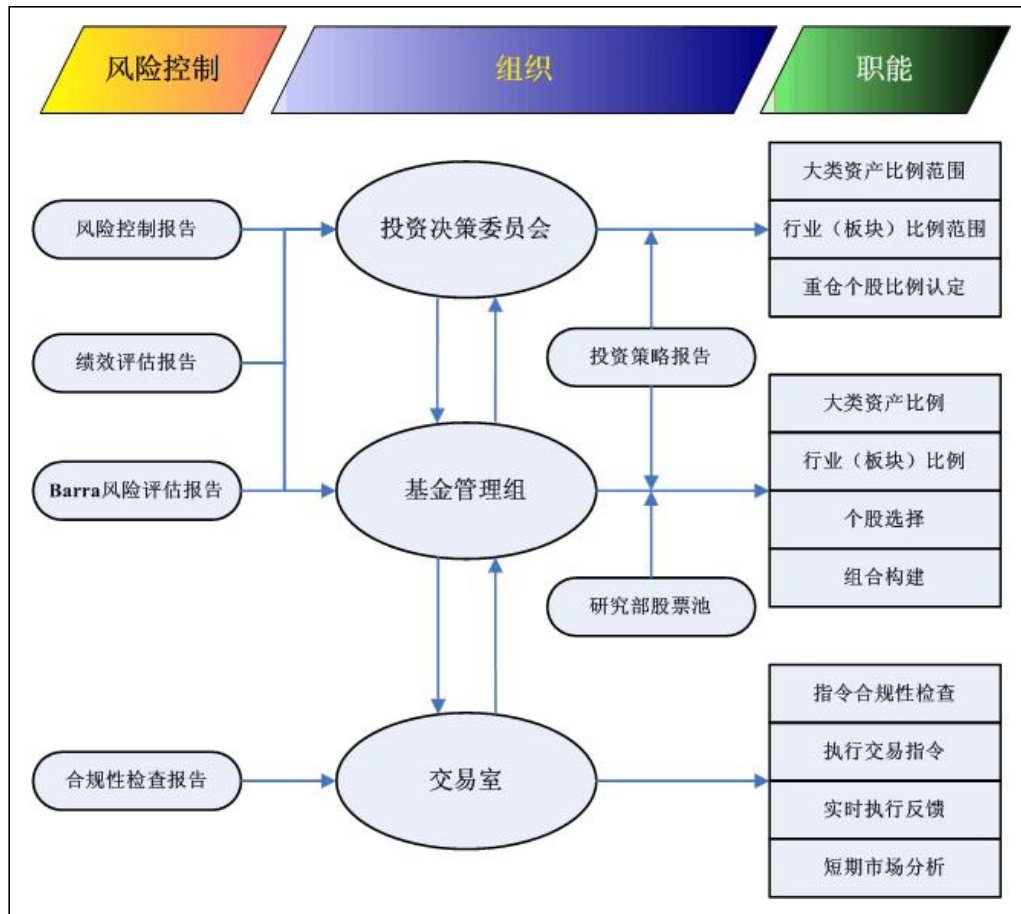 风险控制
组织
职能
大类资产比例范围
风险控制报告
投资决策委员会
行业（板块）比例范围
重仓个股比例认定
绩效评估报告
投资策略报告
大类资产比例
行业（板块）比例
Barra风险评估报告
基金管理组
个股选择
组合构建
研究部股票池
指令合规性检查
执行交易指令
合规性检查报告
交易室
实时执行反馈
短期市场分析